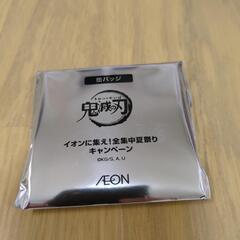 缶バッジ
鬼滅の刃
イオンに集え！全集中夏祭り
キャンペーン
©KG/S, A, U
ÆON